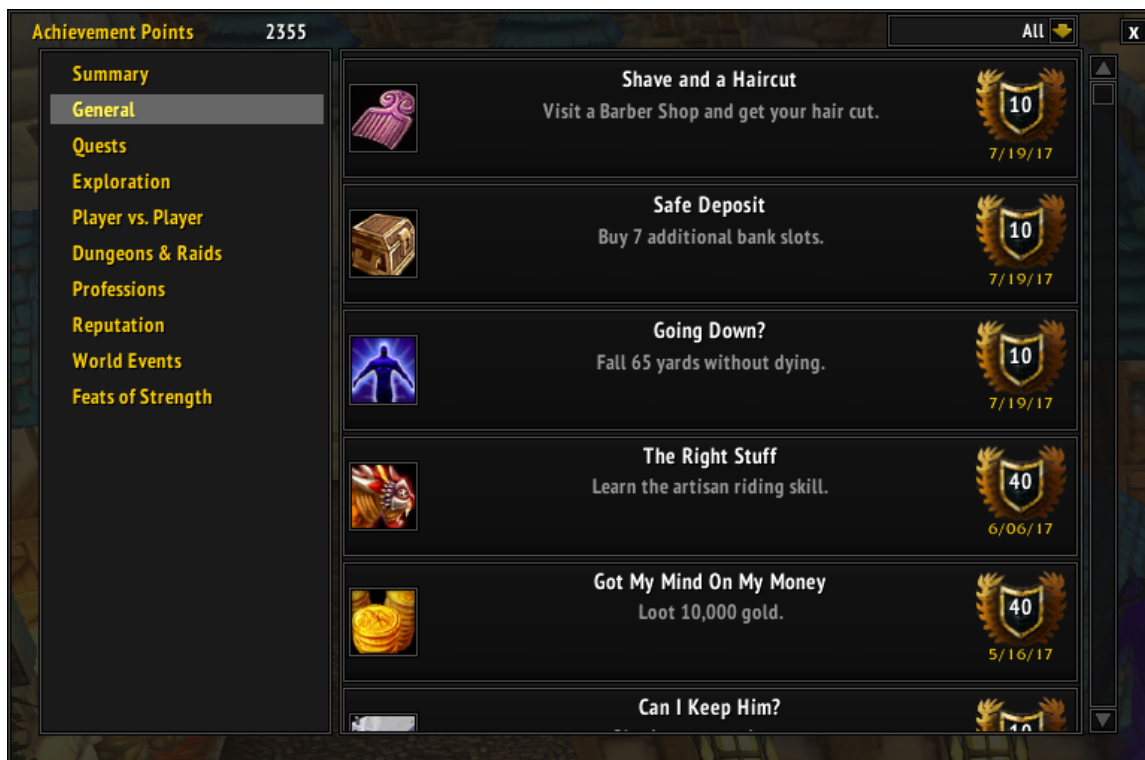 Achievement Points 2355
All
x
Summary
General
Quests
Exploration
Player vs. Player
Dungeons & Raids
Professions
Reputation
World Events
Feats of Strength
Shave and a Haircut
Visit a Barber Shop and get your hair cut.
10
7/19/17
Safe Deposit
Buy 7 additional bank slots.
10
7/19/17
Going Down?
Fall 65 yards without dying.
10
7/19/17
The Right Stuff
Learn the artisan riding skill.
40
6/06/17
Got My Mind On My Money
Loot 10,000 gold.
40
5/16/17
Can I Keep Him?
10